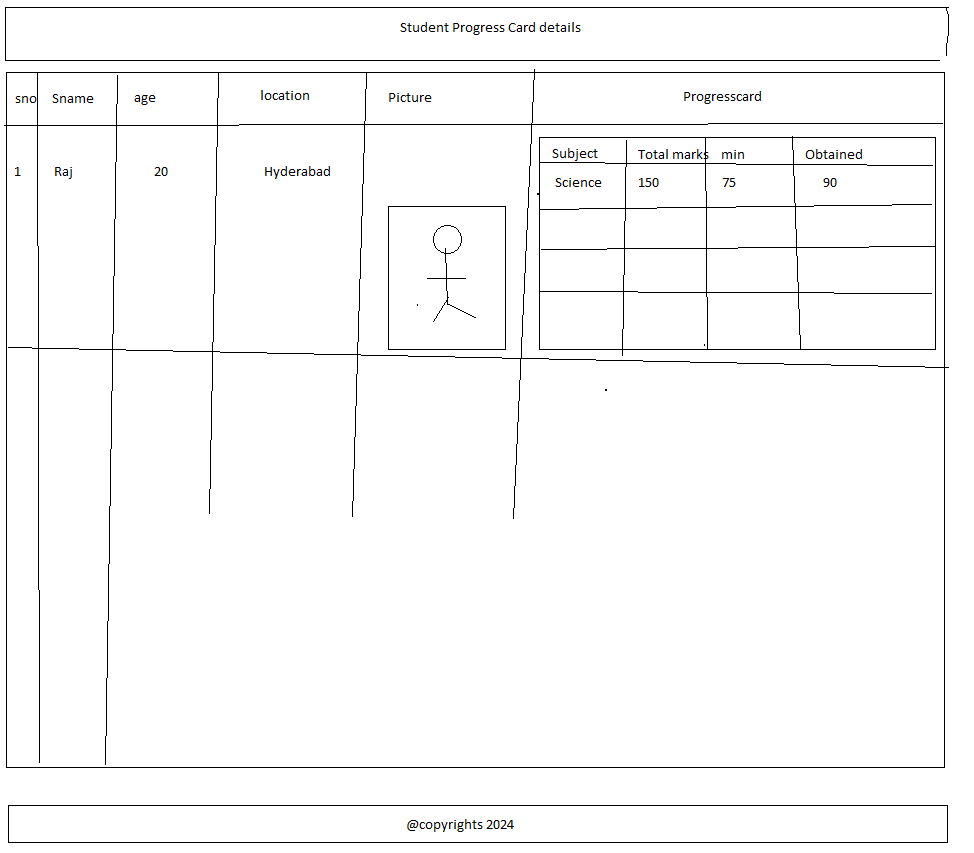 Student Progress Card details
sno Sname age location Picture Progresscard
Subject Total marks min Obtained
1 Raj 20 Hyderabad
Science 150 75 90
@copyrights 2024